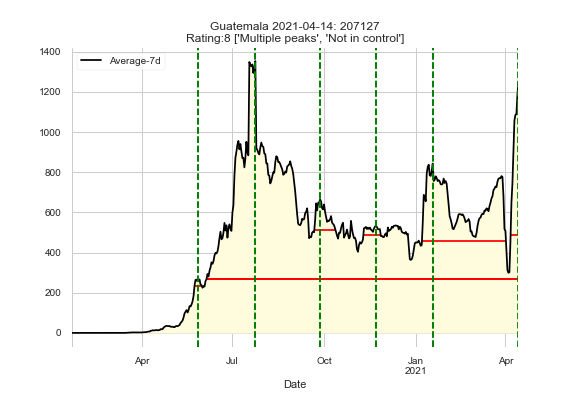 Guatemala 2021-04-14: 207127
Rating:8 ['Multiple peaks', 'Not in control']
1400
1200
1000
800
600
400
200
0
Average-7d
Apr
Jul
Oct
Jan
2021
Apr
Date